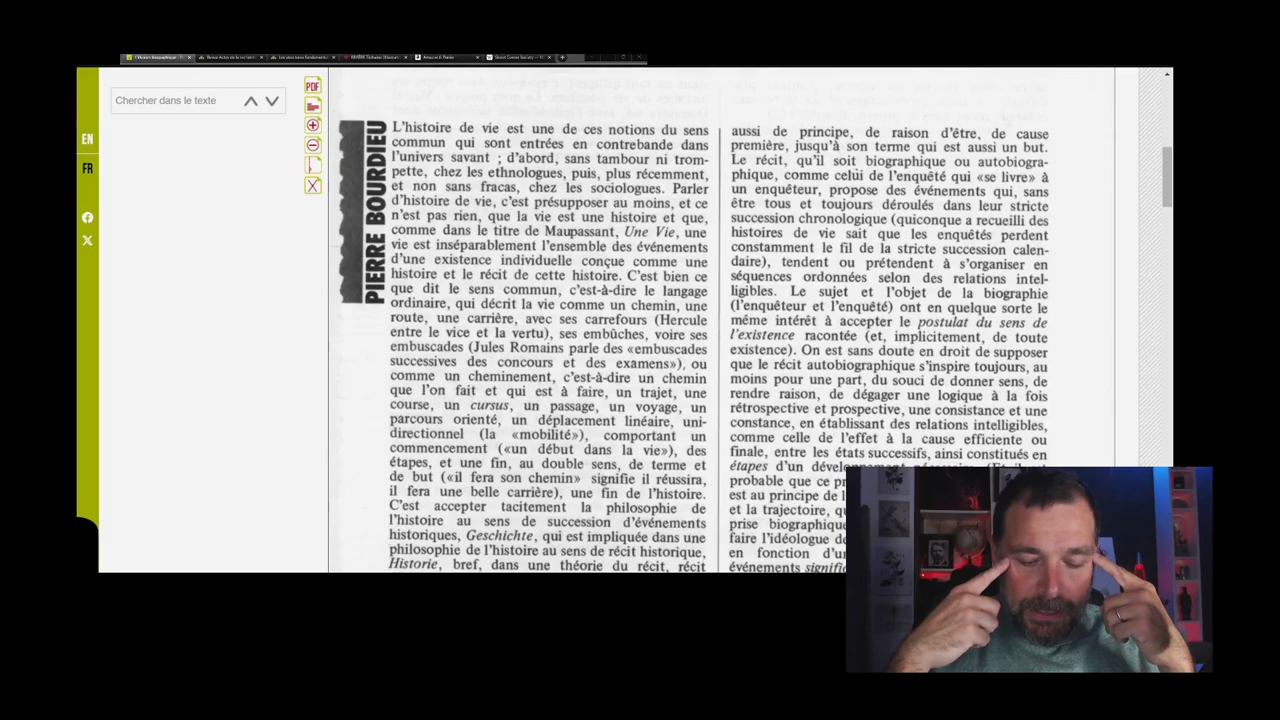 L'illusion biographique
EN
FR
Chercher dans le texte
PDF
PIERRE BOURDIEU
L'histoire de vie est une de ces notions du sens
commun qui sont entrées en contrebande dans
l'univers savant ; d'abord, sans tambour ni trom-
pette, chez les ethnologues, puis, plus récemment,
et non sans fracas, chez les sociologues. Parler
d'histoire de vie, c'est présupposer au moins, et ce
n'est pas rien, que la vie est une histoire et que,
comme dans le titre de Maupassant, Une Vie, une
vie est inséparablement l'ensemble des événements
d'une existence individuelle conçue comme une
histoire et le récit de cette histoire. C'est bien ce
que dit le sens commun, c'est-à-dire le langage
ordinaire, qui décrit la vie comme un chemin, une
route, une carrière, avec ses carrefours (Hercule
entre le vice et la vertu), ses embûches, voire ses
embuscades (Jules Romains parle des «embuscades
successives des concours et des examens»), ou
comme un cheminement, c'est-à-dire un chemin
que l'on fait et qui est à faire, un trajet, une
course, un cursus, un passage, un voyage, un
parcours orienté, un déplacement linéaire, uni-
directionnel (la «mobilité»), comportant un
commencement («un début dans la vie»), des
étapes, et une fin, au double sens, de terme et
de but («il fera son chemin» signifie il réussira,
il fera une belle carrière), une fin de l'histoire.
C'est accepter tacitement la philosophie de
l'histoire au sens de succession d'événements
historiques, Geschichte, qui est impliquée dans une
philosophie de l'histoire au sens de récit historique,
Historie, bref, dans une théorie du récit, récit
aussi de principe, de raison d'être, de cause
première, jusqu'à son terme qui est aussi un but.
Le récit, qu'il soit biographique ou autobiogra-
phique, comme celui de l'enquêté qui «se livre» à
un enquêteur, propose des événements qui, sans
être tous et toujours déroulés dans leur stricte
succession chronologique (quiconque a recueilli des
histoires de vie sait que les enquêtés perdent
constamment le fil de la stricte succession calen-
daire), tendent ou prétendent à s'organiser en
séquences ordonnées selon des relations intel-
ligibles. Le sujet et l'objet de la biographie
(l'enquêteur et l'enquêté) ont en quelque sorte le
même intérêt à accepter le postulat du sens de
l'existence racontée (et, implicitement, de toute
existence). On est sans doute en droit de supposer
que le récit autobiographique s'inspire toujours, au
moins pour une part, du souci de donner sens, de
rendre raison, de dégager une logique à la fois
rétrospective et prospective, une consistance et une
constance, en établissant des relations intelligibles,
comme celle de l'effet à la cause efficiente ou
finale, entre les états successifs, ainsi constitués en
étapes d'un
probable que ce
est au principe de
et la trajectoire,
prise biographique
faire l'idéologue
en fonction
événements